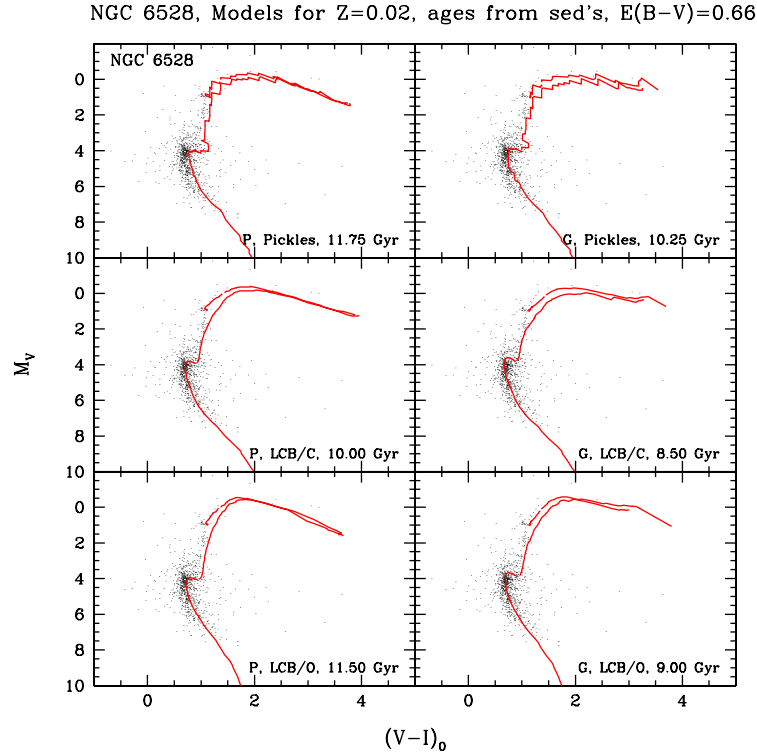 NGC 6528, Models for Z=0.02, ages from sed's, E(B−V)=0.66
NGC 6528
0
2
4
6
8
10
P, Pickles, 11.75 Gyr
G, Pickles, 10.25 Gyr
0
2
4
6
8
10
P, LCB/C, 10.00 Gyr
G, LCB/C, 8.50 Gyr
M_V
0
2
4
6
8
10
P, LCB/O, 11.50 Gyr
G, LCB/O, 9.00 Gyr
0 2 4 0 2 4
(V−I)_0